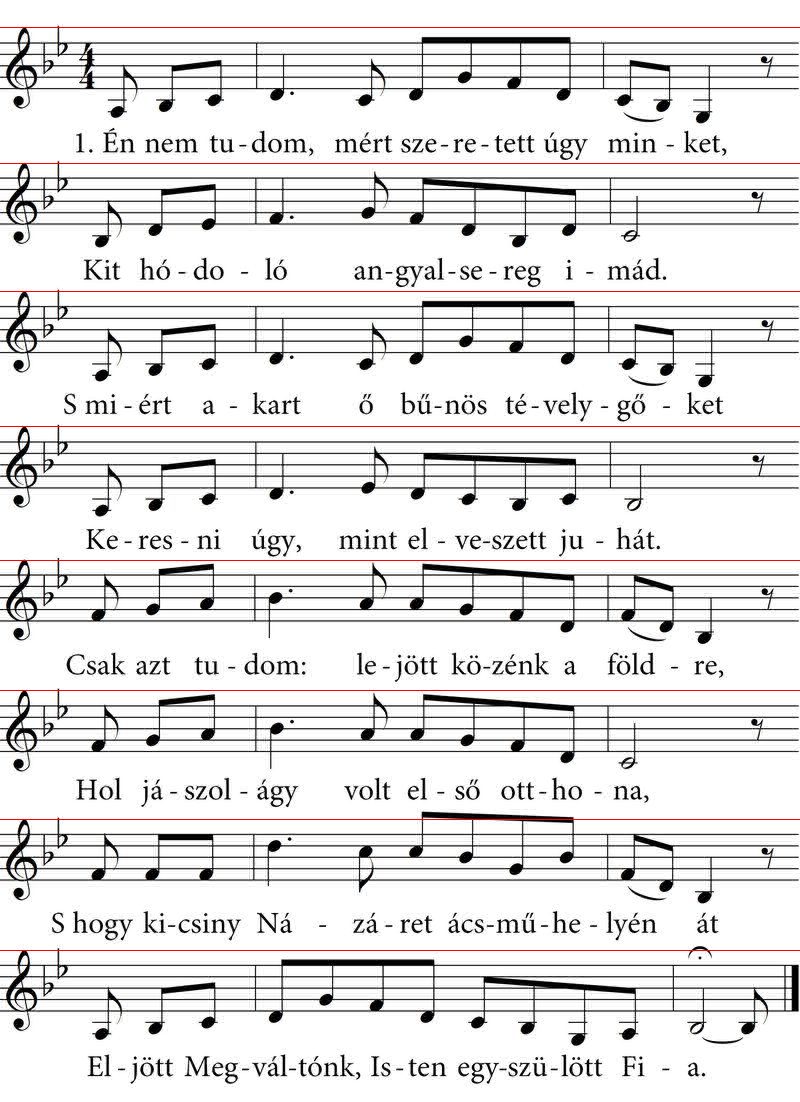 1. Én nem tu - dom, mért sze - re - tett úgy min - ket,
Kit hó - do - ló an - gyal - se - reg i - mád.
S mi - ért a - kart ő bű - nös té - vely - gő - ket
Ke - res - ni úgy, mint el - ve - szett ju - hát.
Csak azt tu - dom: le - jött kö - zénk a föld - re,
Hol já - szol - ágy volt el - ső ott - ho - na,
S hogy ki - csiny Ná - zá - ret ács - mű - he - lyén át
El - jött Meg - vál - tónk, Is - ten egy - szü - lött Fi - a.